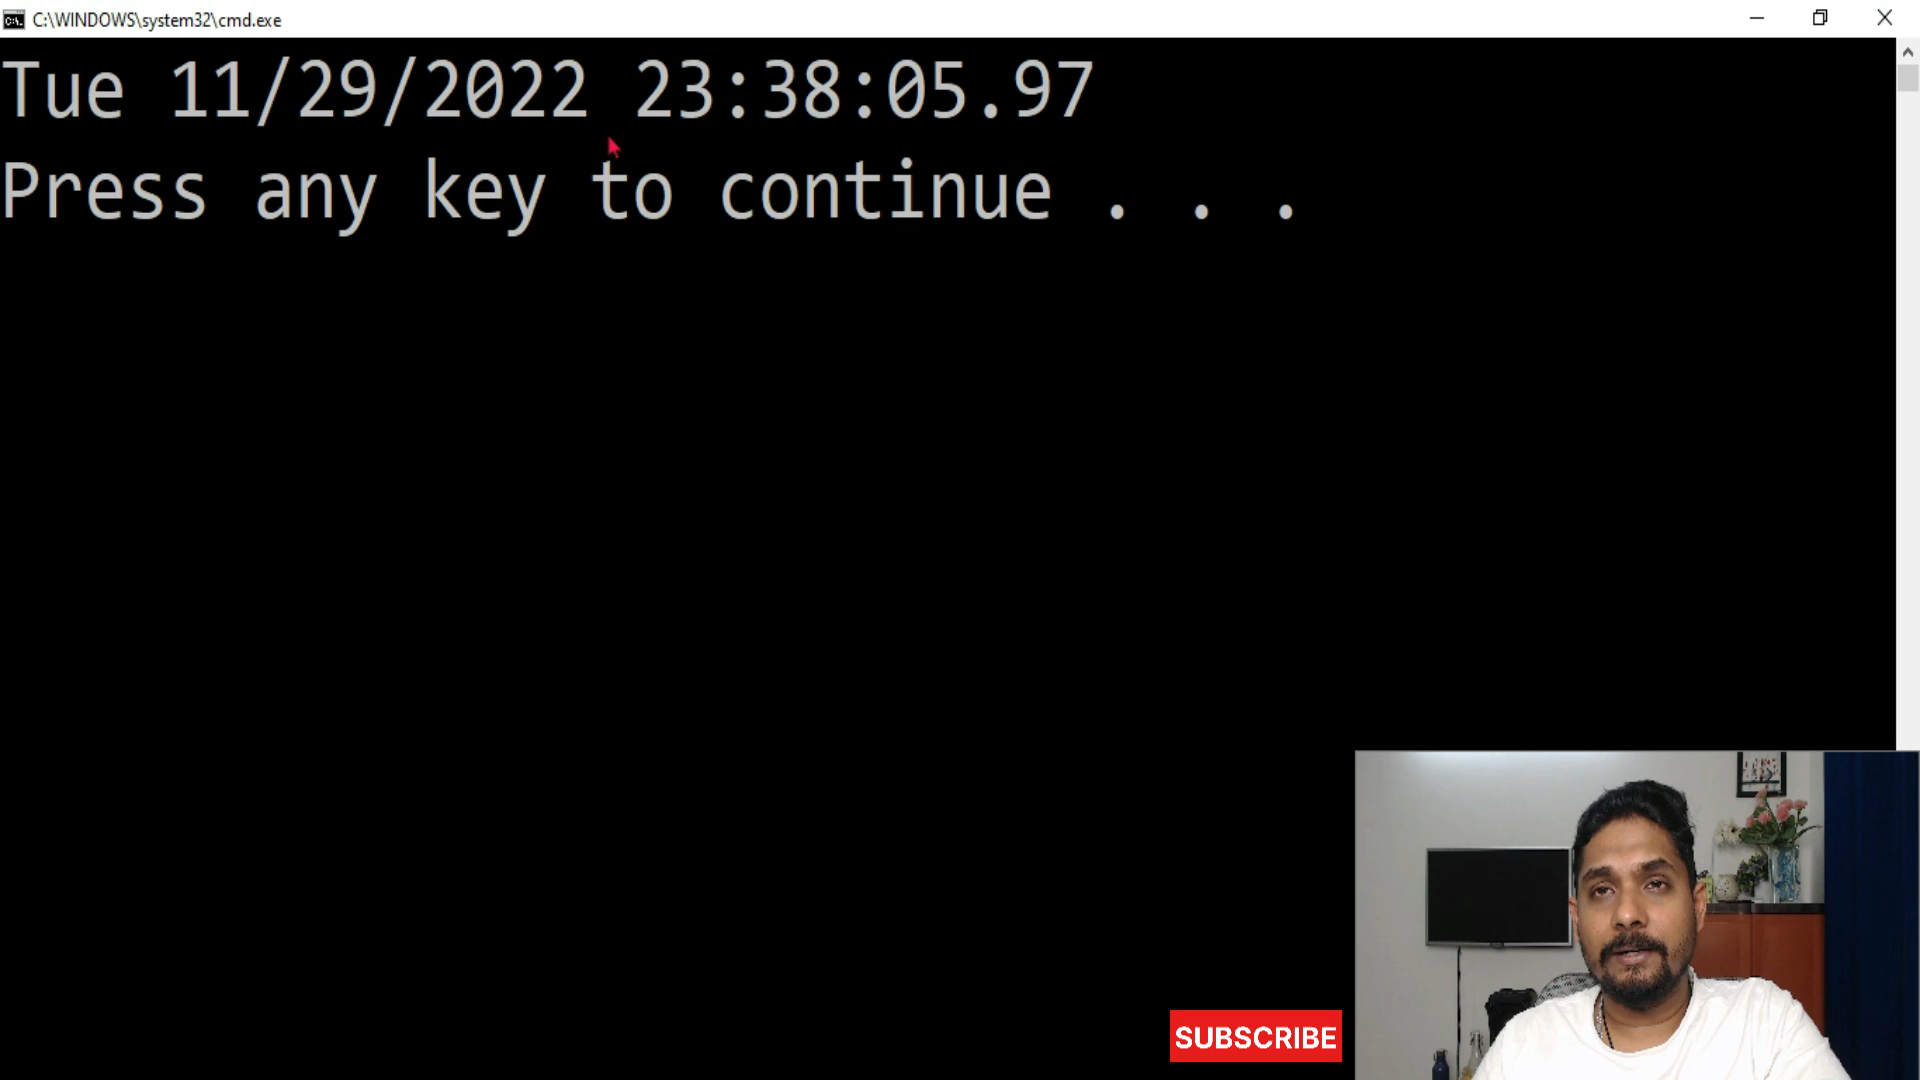 C:\WINDOWS\system32\cmd.exe
Tue 11/29/2022 23:38:05.97
Press any key to continue . . .
SUBSCRIBE